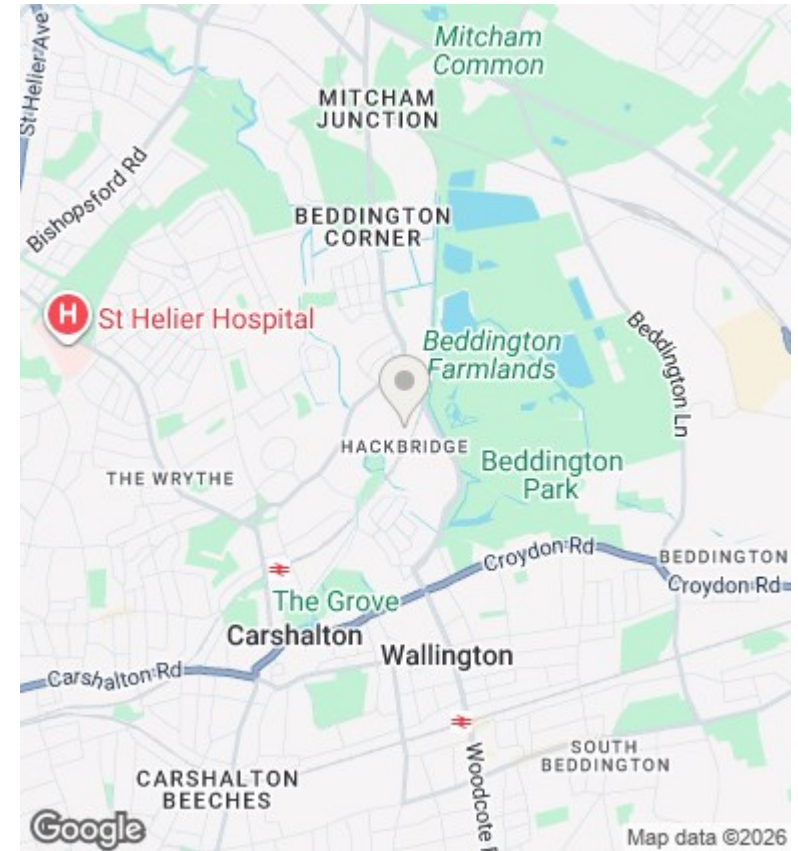 St Helier Ave
Mitcham
Common
MITCHAM
JUNCTION
Bishopsford Rd
BEDDINGTON
CORNER
H
St Helier Hospital
Beddington
Farmlands
Beddington Ln
HACKBRIDGE
THE WRYTHE
Beddington
Park
Croydon Rd
BEDDINGTON
Croydon Rd
The Grove
Carshalton
Wallington
Carshalton Rd
SOUTH
BEDDINGTON
Woodcote
CARSHALTON
BEECHES
Google
Map data ©2026